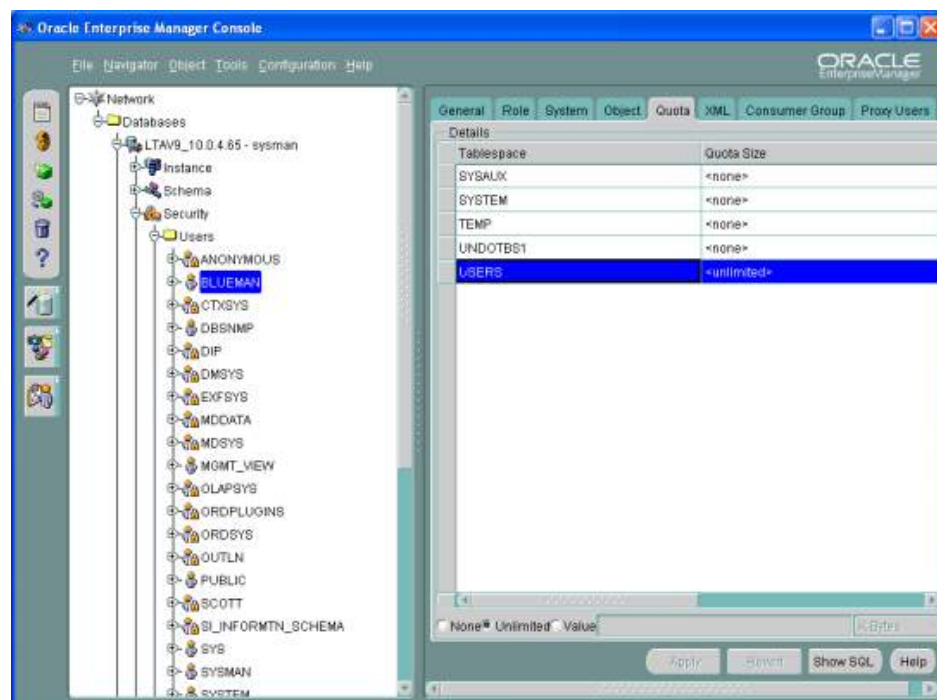 Oracle Enterprise Manager Console
File Navigator Object Tools Configuration Help
ORACLE
EnterpriseManager
Network
Databases
LTAV9_10.0.4.65 - sysman
Instance
Schema
Security
Users
ANONYMOUS
BLUEMAN
CTXSYS
DBSNMP
DIP
DMSYS
EXFSYS
MDDATA
MDSYS
MGMT_VIEW
OLAPSYS
ORDPLUGINS
ORDSYS
OUTLN
PUBLIC
SCOTT
SI_INFORMTN_SCHEMA
SYS
SYSMAN
SYSTEM
General Role System Object Quota XML Consumer Group Proxy Users
Details
Tablespace Quota Size
SYSAUX <none>
SYSTEM <none>
TEMP <none>
UNDOTBS1 <none>
USERS <unlimited>
None Unlimited Value K Bytes
Apply Revert Show SQL Help